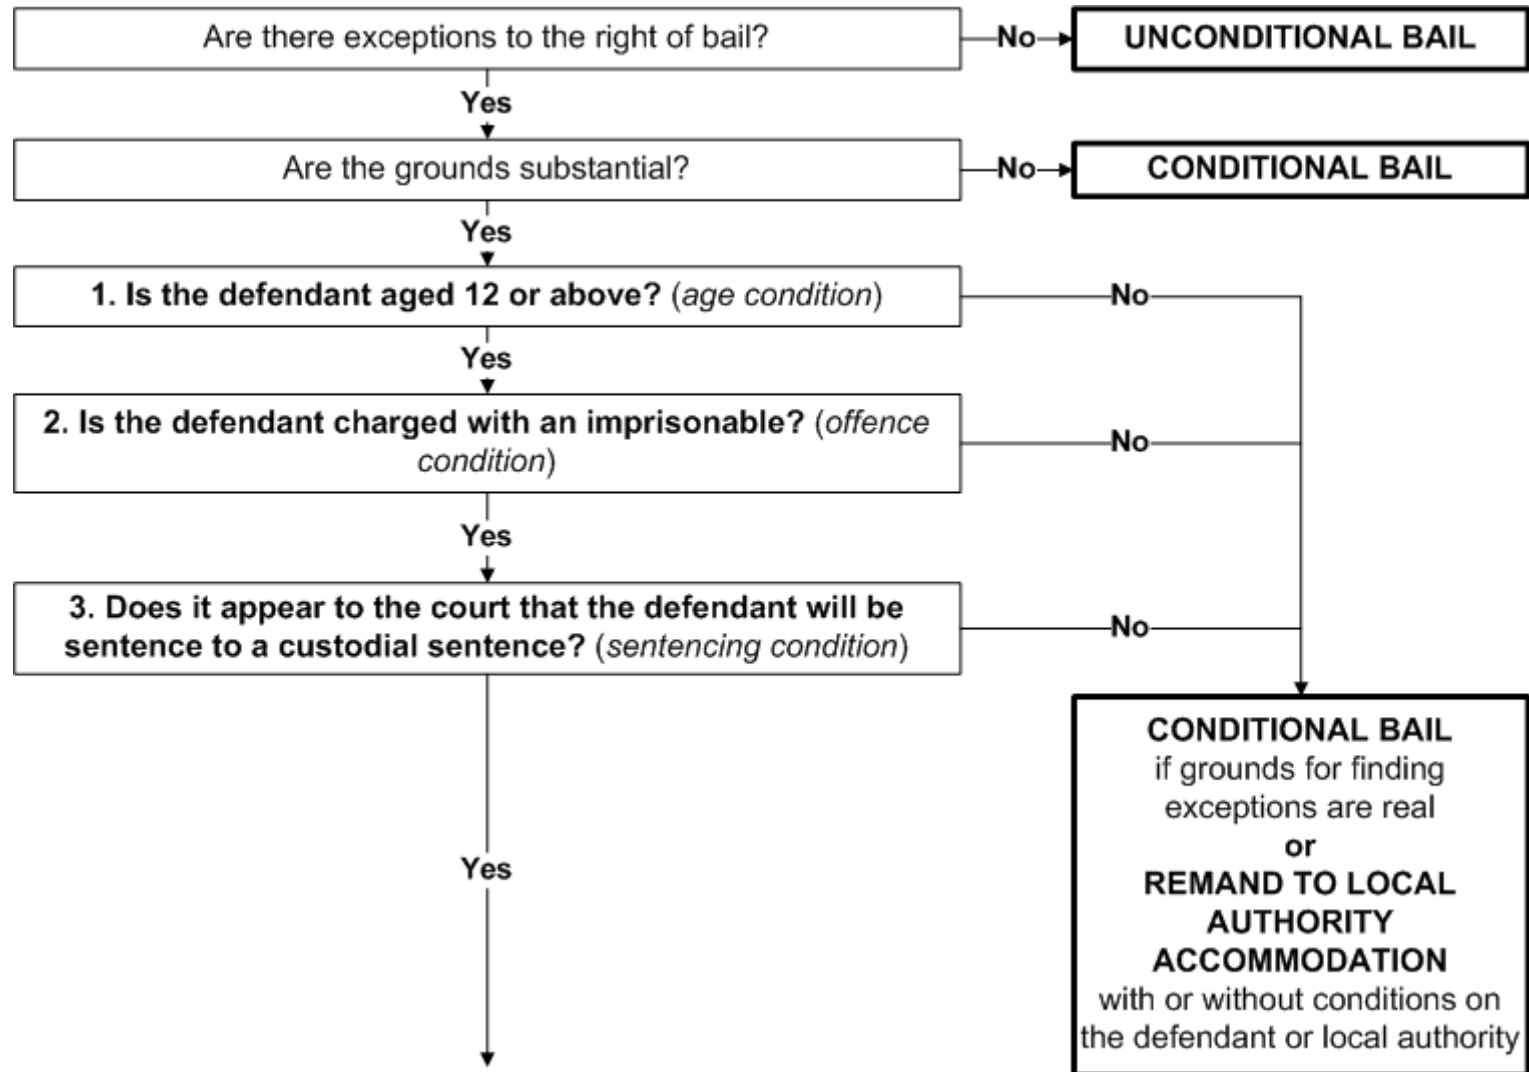 Are there exceptions to the right of bail?
No
UNCONDITIONAL BAIL
Yes
Are the grounds substantial?
No
CONDITIONAL BAIL
Yes
1. Is the defendant aged 12 or above? (age condition)
No
Yes
2. Is the defendant charged with an imprisonable? (offence
condition)
No
Yes
3. Does it appear to the court that the defendant will be
sentence to a custodial sentence? (sentencing condition)
No
Yes
CONDITIONAL BAIL
if grounds for finding
exceptions are real
or
REMAND TO LOCAL
AUTHORITY
ACCOMMODATION
with or without conditions on
the defendant or local authority